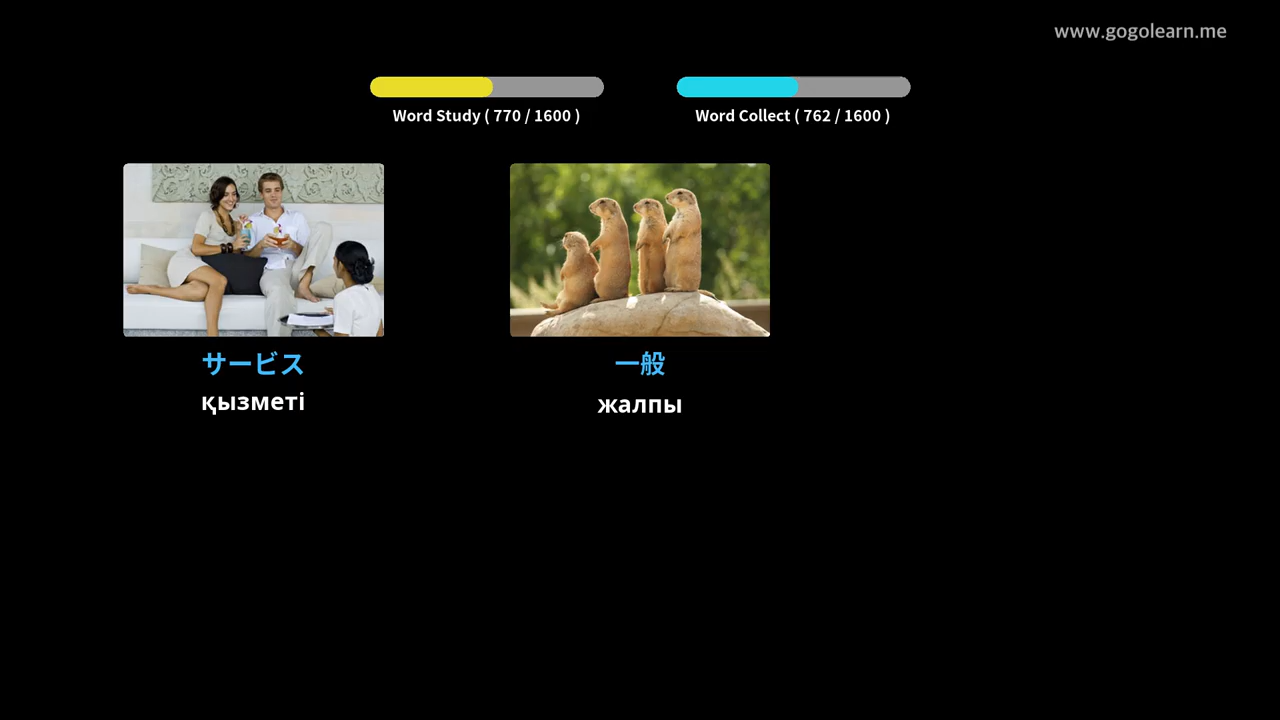 www.gogolearn.me
Word Study ( 770 / 1600 )
Word Collect ( 762 / 1600 )
サービス
қызметі
一般
жалпы